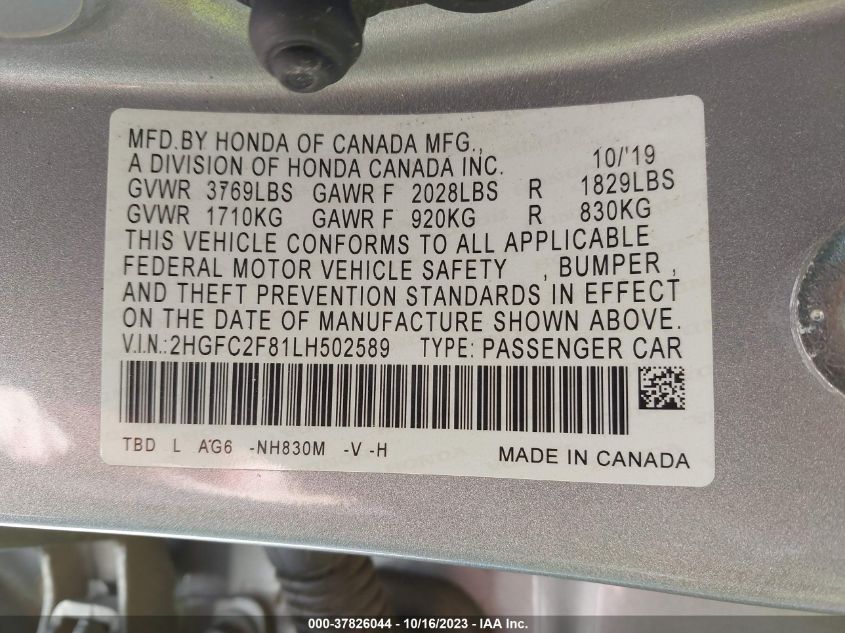 MFD.BY HONDA OF CANADA MFG.,
A DIVISION OF HONDA CANADA INC. 10/'19
GVWR 3769LBS GAWR F 2028LBS R 1829LBS
GVWR 1710KG GAWR F 920KG R 830KG
THIS VEHICLE CONFORMS TO ALL APPLICABLE
FEDERAL MOTOR VEHICLE SAFETY , BUMPER ,
AND THEFT PREVENTION STANDARDS IN EFFECT
ON THE DATE OF MANUFACTURE SHOWN ABOVE.
V.I.N.:2HGFC2F81LH502589 TYPE: PASSENGER CAR
TBD L AG6 -NH830M -V -H MADE IN CANADA
000-37826044 / 10/16/2023 - IAA Inc.